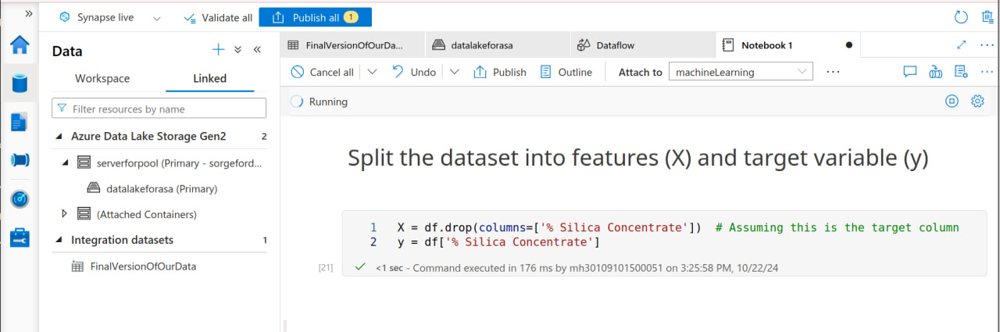 Synapse live
Validate all
Publish all 1
Data
Workspace
Linked
Filter resources by name
Azure Data Lake Storage Gen2 2
serverforpool (Primary - sorgeford...
datalakeforasa (Primary)
(Attached Containers)
Integration datasets 1
FinalVersionOfOurData
FinalVersionOfOurDa...
datalakeforasa
Dataflow
Notebook 1
Cancel all
Undo
Publish
Outline
Attach to
machineLearning
Running
Split the dataset into features (X) and target variable (y)
1 X = df.drop(columns=['% Silica Concentrate']) # Assuming this is the target column
2 y = df['% Silica Concentrate']
[21] <1 sec - Command executed in 176 ms by mh30109101500051 on 3:25:58 PM, 10/22/24